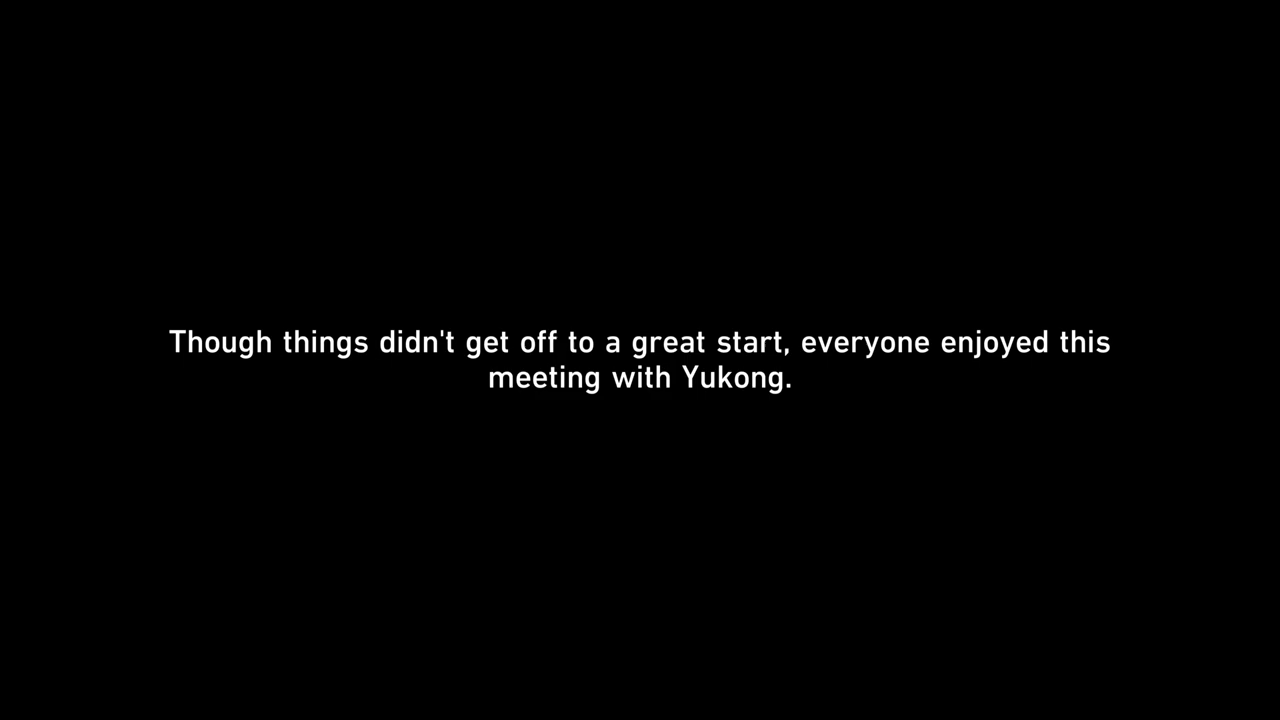 Though things didn't get off to a great start, everyone enjoyed this
meeting with Yukong.